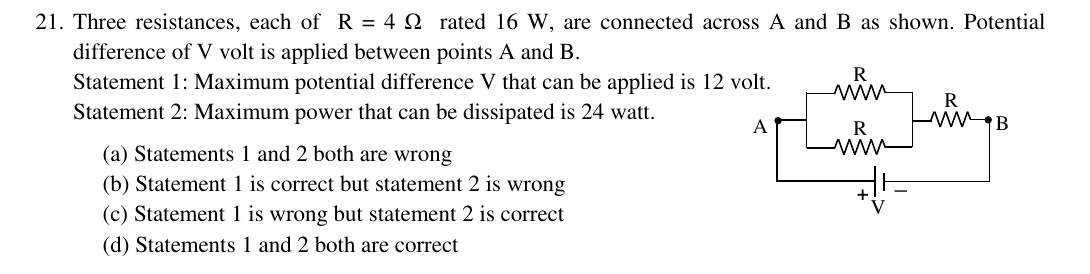 21. Three resistances, each of R = 4 Ω rated 16 W, are connected across A and B as shown. Potential
difference of V volt is applied between points A and B.
Statement 1: Maximum potential difference V that can be applied is 12 volt.
Statement 2: Maximum power that can be dissipated is 24 watt.
R
R
A
R
B
+
–
V
(a) Statements 1 and 2 both are wrong
(b) Statement 1 is correct but statement 2 is wrong
(c) Statement 1 is wrong but statement 2 is correct
(d) Statements 1 and 2 both are correct